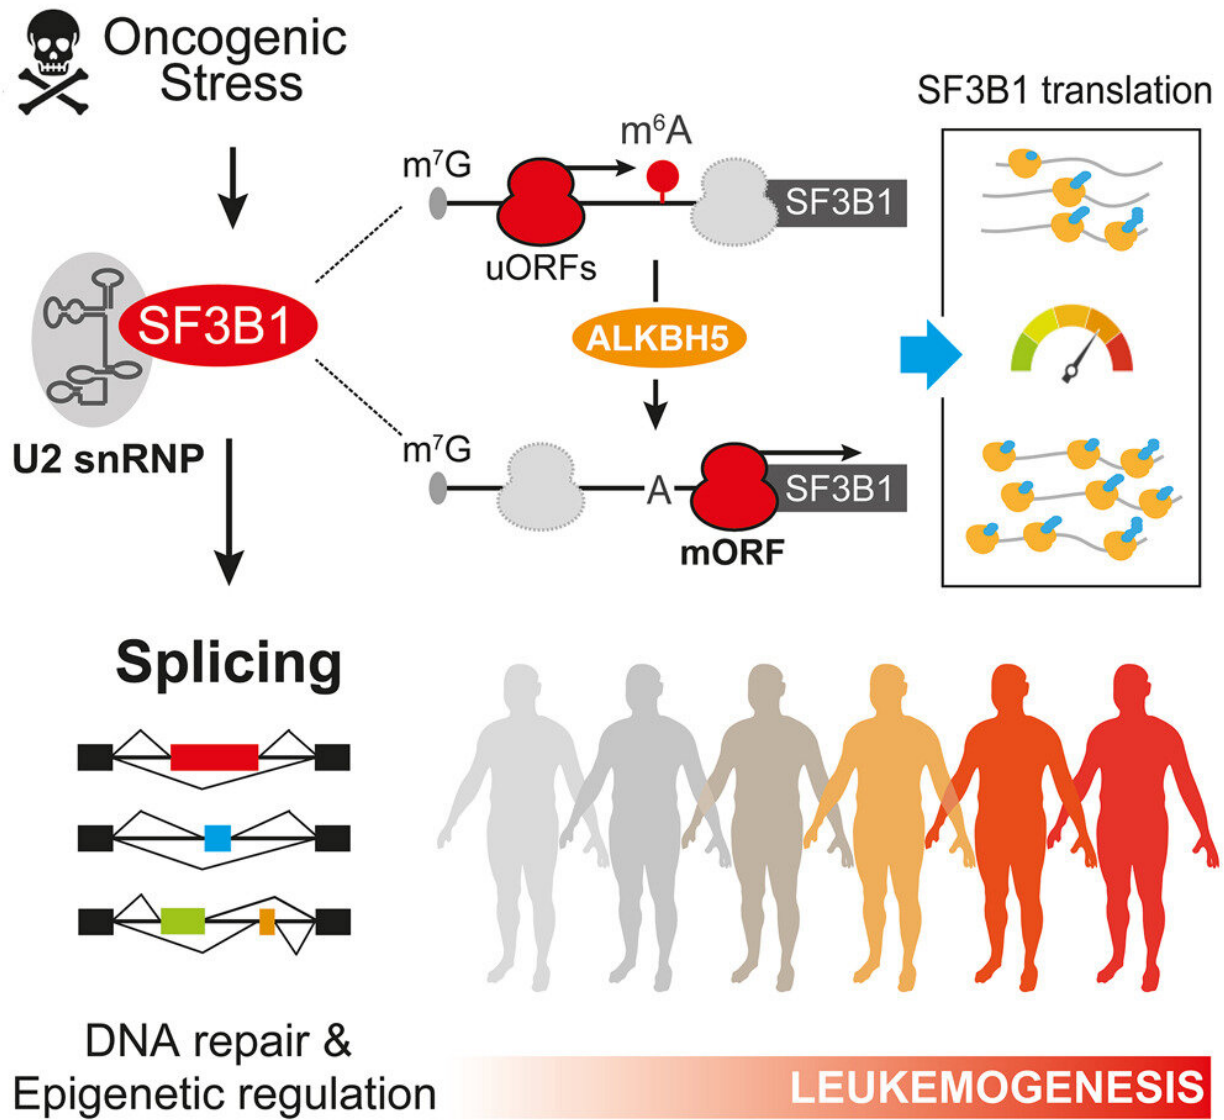 Oncogenic
Stress
SF3B1 translation
m⁶A
m⁷G
SF3B1
uORFs
SF3B1
ALKBH5
U2 snRNP
m⁷G
A
SF3B1
mORF
Splicing
DNA repair &
Epigenetic regulation
LEUKEMOGENESIS